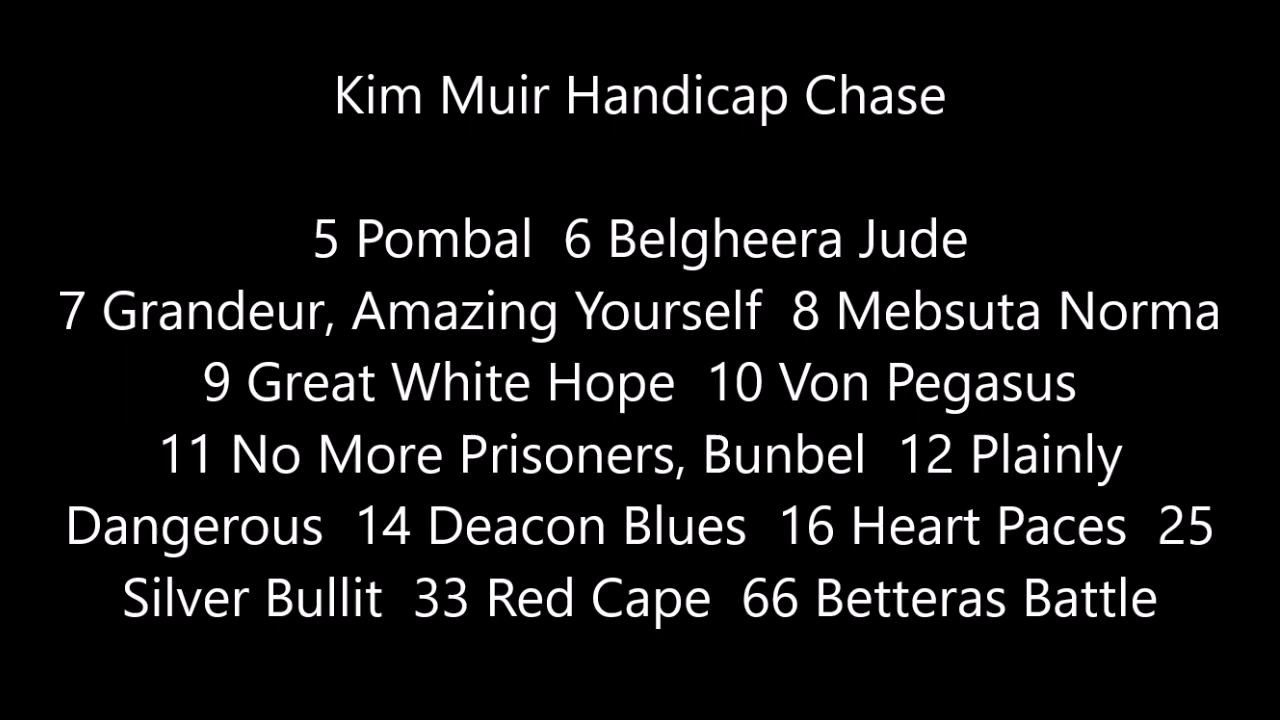 Kim Muir Handicap Chase
5 Pombal  6 Belgheera Jude
7 Grandeur, Amazing Yourself  8 Mebsuta Norma
9 Great White Hope  10 Von Pegasus
11 No More Prisoners, Bunbel  12 Plainly
Dangerous  14 Deacon Blues  16 Heart Paces  25
Silver Bullit  33 Red Cape  66 Betteras Battle